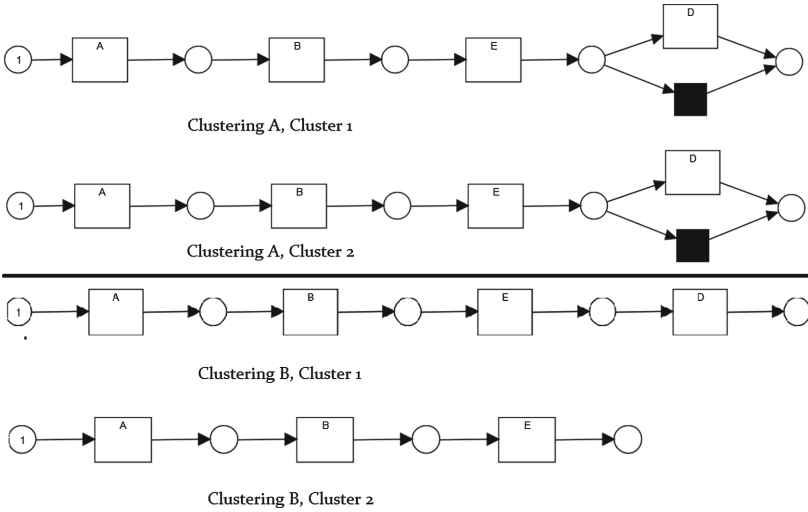 1 A B E D
Clustering A, Cluster 1
1 A B E D
Clustering A, Cluster 2
1 A B E D
Clustering B, Cluster 1
1 A B E
Clustering B, Cluster 2